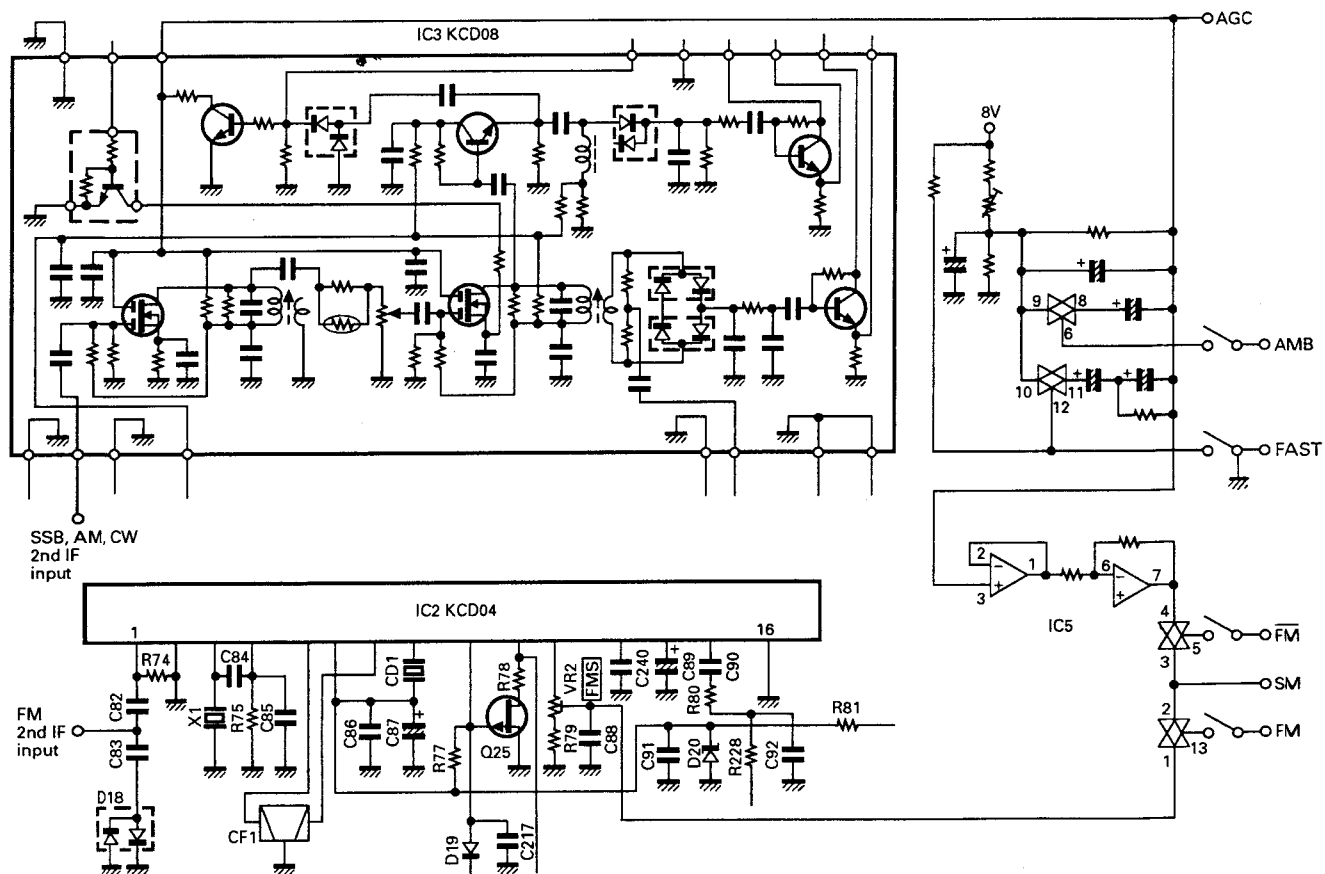 IC3 KCD08
AGC
8V
9
8
6
AMB
10
11
12
FAST
SSB, AM, CW
2nd IF
input
2
3
1
6
7
IC5
4
5
3
FM
SM
2
13
1
FM
IC2 KCD04
1
16
R74
C82
C83
FM
2nd IF
input
D18
X1
C84
R75
C85
CF1
C86
CD1
C87
R77
R78
Q25
D19
C217
VR2
FMS
R79
C88
C240
C89
C90
R80
C91
D20
R228
C92
R81